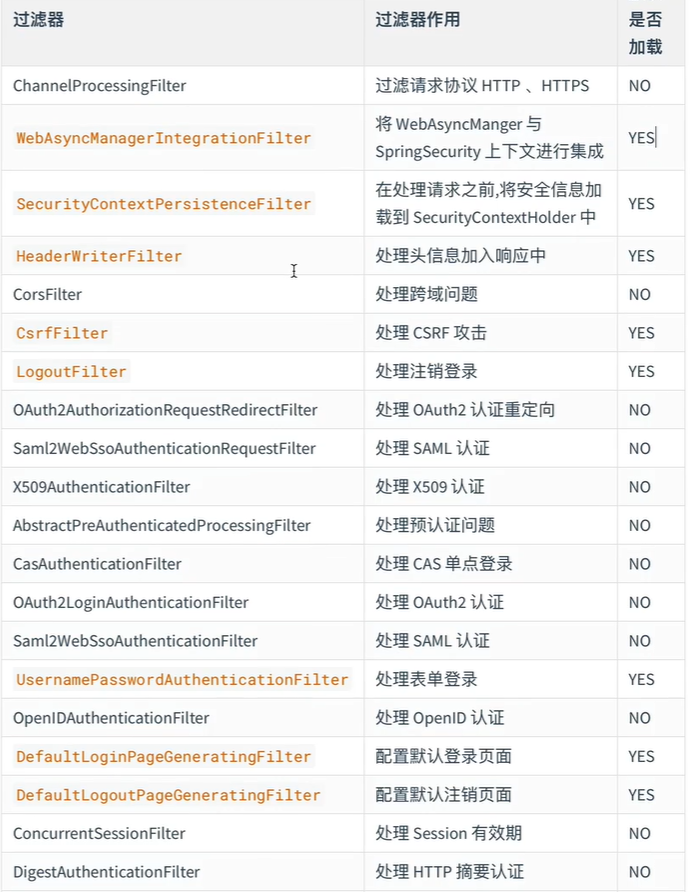 过滤器 过滤器作用 是否
加载
ChannelProcessingFilter 过滤请求协议 HTTP 、HTTPS NO
WebAsyncManagerIntegrationFilter 将 WebAsyncManger 与
SpringSecurity 上下文进行集成 YES
SecurityContextPersistenceFilter 在处理请求之前,将安全信息加
载到 SecurityContextHolder 中 YES
HeaderWriterFilter 处理头信息加入响应中 YES
CorsFilter 处理跨域问题 NO
CsrfFilter 处理 CSRF 攻击 YES
LogoutFilter 处理注销登录 YES
OAuth2AuthorizationRequestRedirectFilter 处理 OAuth2 认证重定向 NO
Saml2WebSsoAuthenticationRequestFilter 处理 SAML 认证 NO
X509AuthenticationFilter 处理 X509 认证 NO
AbstractPreAuthenticatedProcessingFilter 处理预认证问题 NO
CasAuthenticationFilter 处理 CAS 单点登录 NO
OAuth2LoginAuthenticationFilter 处理 OAuth2 认证 NO
Saml2WebSsoAuthenticationFilter 处理 SAML 认证 NO
UsernamePasswordAuthenticationFilter 处理表单登录 YES
OpenIDAuthenticationFilter 处理 OpenID 认证 NO
DefaultLoginPageGeneratingFilter 配置默认登录页面 YES
DefaultLogoutPageGeneratingFilter 配置默认注销页面 YES
ConcurrentSessionFilter 处理 Session 有效期 NO
DigestAuthenticationFilter 处理 HTTP 摘要认证 NO